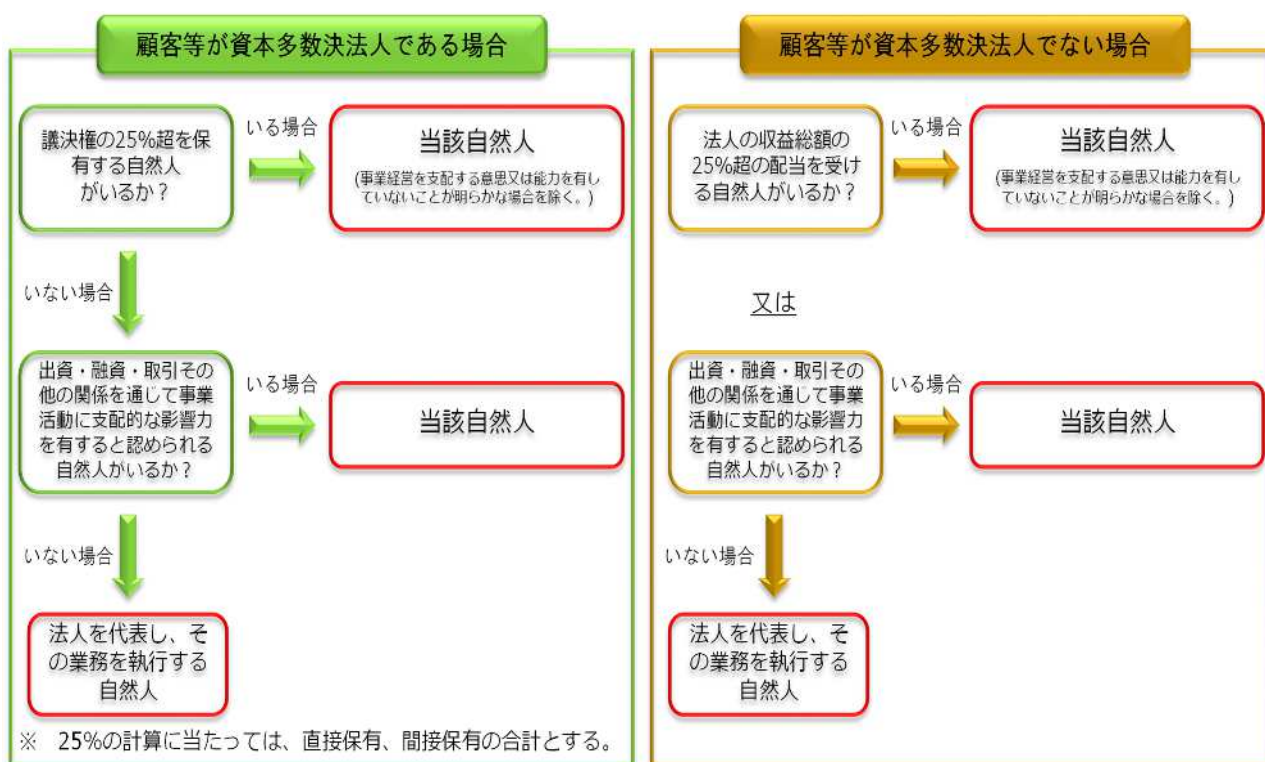 顧客等が資本多数決法人である場合
議決権の25%超を保
有する自然人
がいるか？
いる場合
当該自然人
(事業経営を支配する意思又は能力を有し
ていないことが明らかな場合を除く。)
いない場合
出資・融資・取引その
他の関係を通じて事業
活動に支配的な影響力
を有すると認められる
自然人がいるか？
いる場合
当該自然人
いない場合
法人を代表し、そ
の業務を執行する
自然人
※　25%の計算に当たっては、直接保有、間接保有の合計とする。
顧客等が資本多数決法人でない場合
法人の収益総額の
25%超の配当を受け
る自然人がいるか？
いる場合
当該自然人
(事業経営を支配する意思又は能力を有し
ていないことが明らかな場合を除く。)
又は
出資・融資・取引その
他の関係を通じて事業
活動に支配的な影響力
を有すると認められる
自然人がいるか？
いる場合
当該自然人
いない場合
法人を代表し、そ
の業務を執行する
自然人